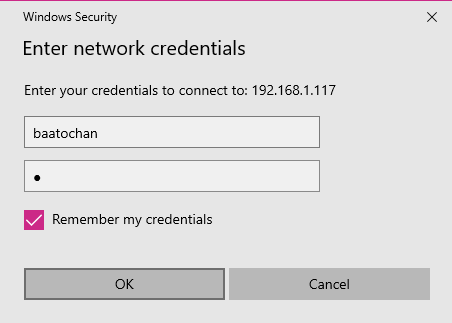 Windows Security
Enter network credentials
Enter your credentials to connect to: 192.168.1.117
baatochan
●
Remember my credentials
OK
Cancel